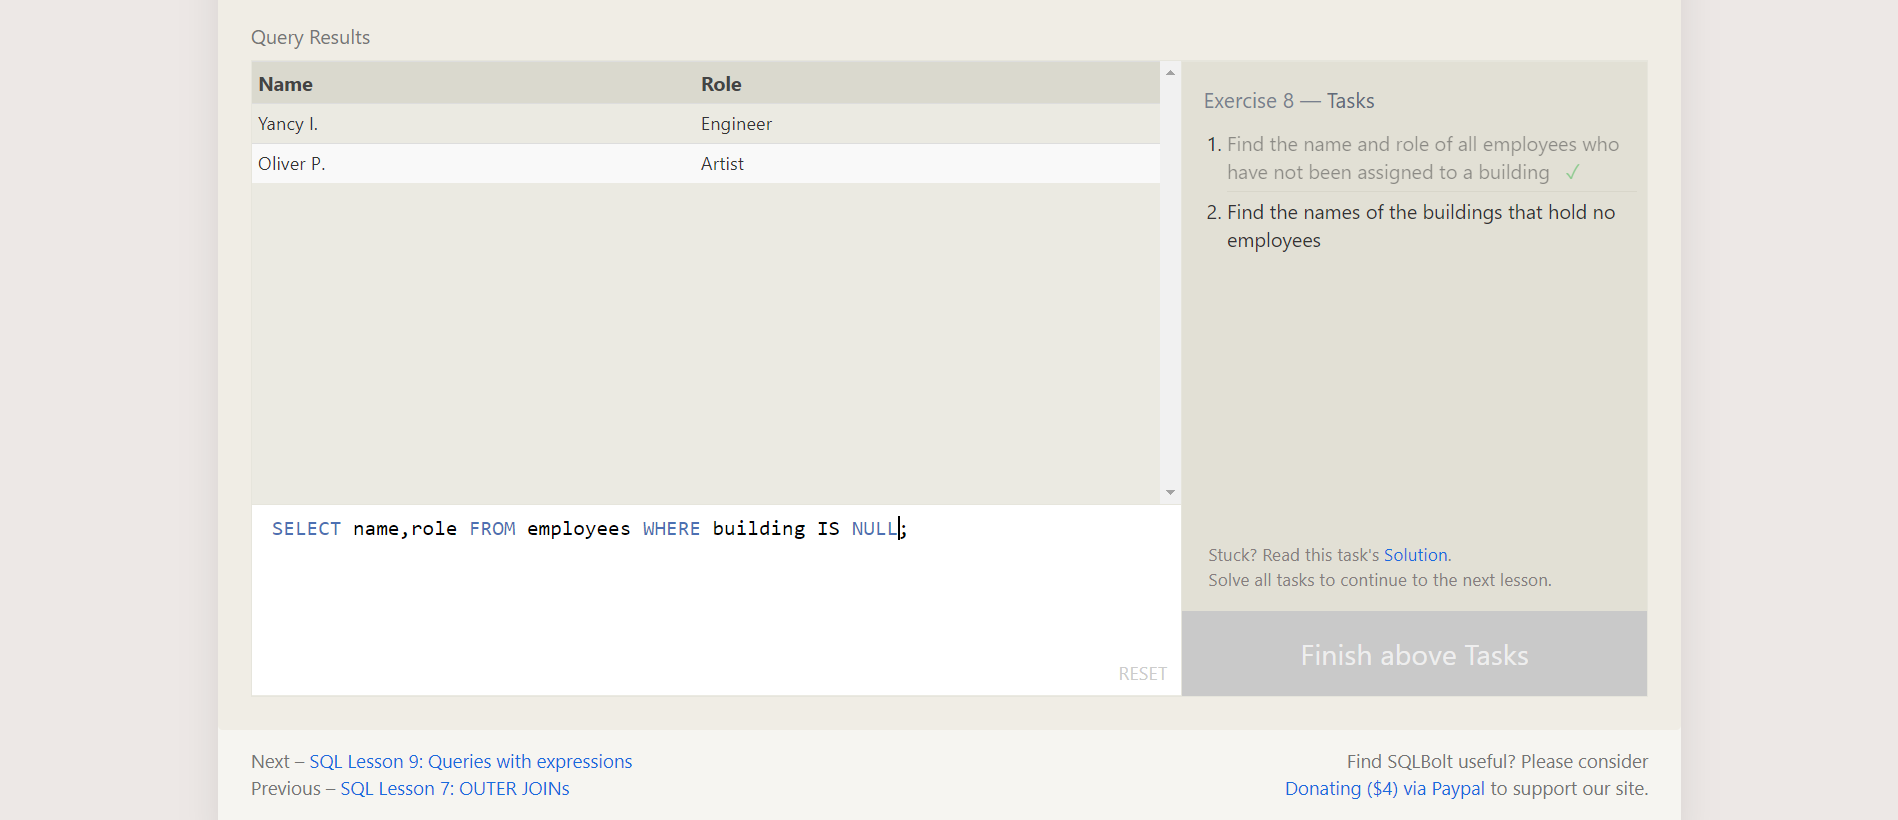 Query Results
Name Role
Yancy I. Engineer
Oliver P. Artist
SELECT name,role FROM employees WHERE building IS NULL;
RESET
Exercise 8 — Tasks
1. Find the name and role of all employees who
have not been assigned to a building ✓
2. Find the names of the buildings that hold no
employees
Stuck? Read this task's Solution.
Solve all tasks to continue to the next lesson.
Finish above Tasks
Next – SQL Lesson 9: Queries with expressions
Previous – SQL Lesson 7: OUTER JOINs
Find SQLBolt useful? Please consider
Donating ($4) via Paypal to support our site.